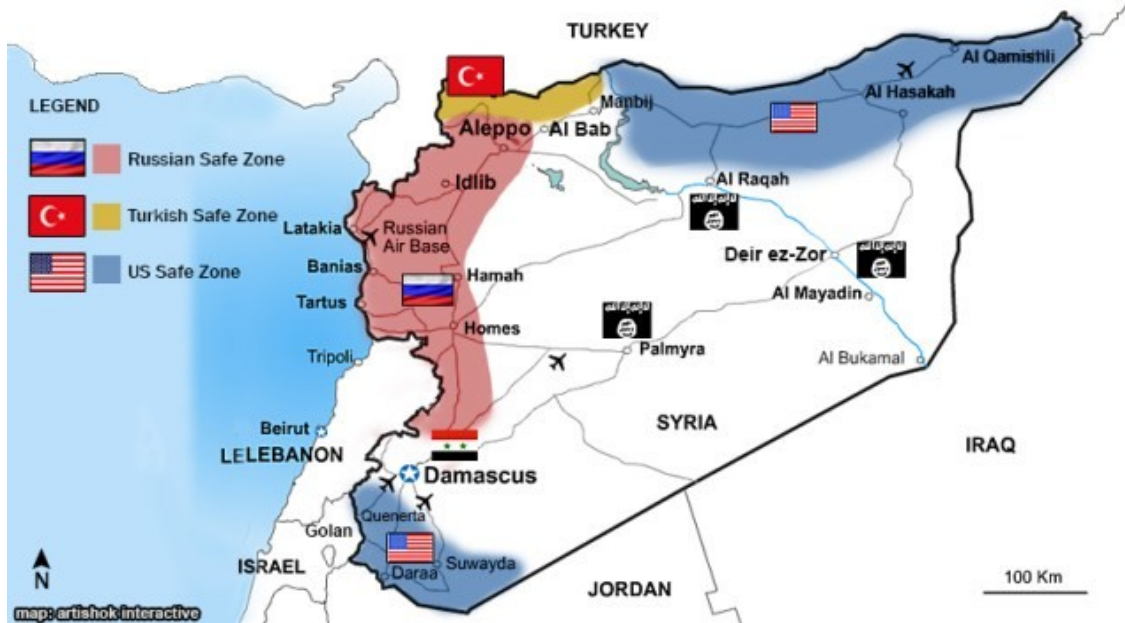 TURKEY
LEGEND
Russian Safe Zone
Turkish Safe Zone
US Safe Zone
Al Qamishli
Al Hasakah
Manbij
Aleppo
Al Bab
Idlib
Al Raqah
Latakia
Russian
Air Base
Banias
Hamah
Deir ez-Zor
Tartus
Al Mayadin
Homes
Tripoli
Palmyra
Al Bukamal
Beirut
SYRIA
LELEBANON
IRAQ
Damascus
Quenerta
Golan
ISRAEL
Suwayda
Daraa
JORDAN
N
100 Km
map: artishok interactive